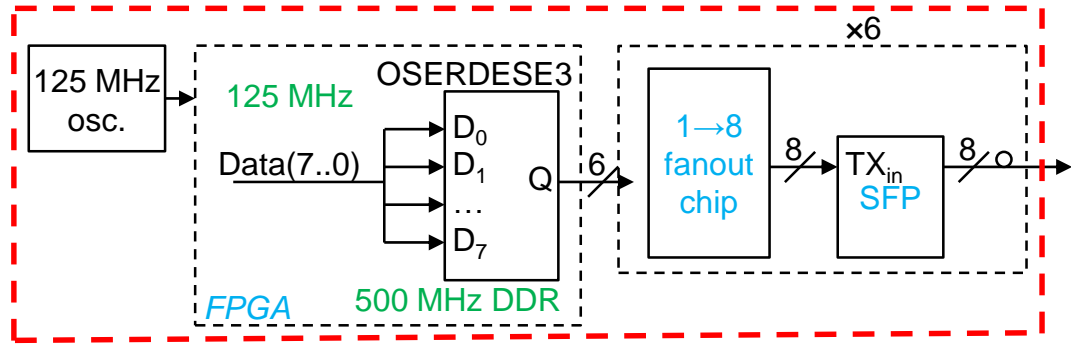 ×6
125 MHz
osc.
125 MHz
OSERDESE3
Data(7..0)
D0
D1
...
D7
Q
500 MHz DDR
FPGA
6
1→8
fanout
chip
8
TXin
SFP
8